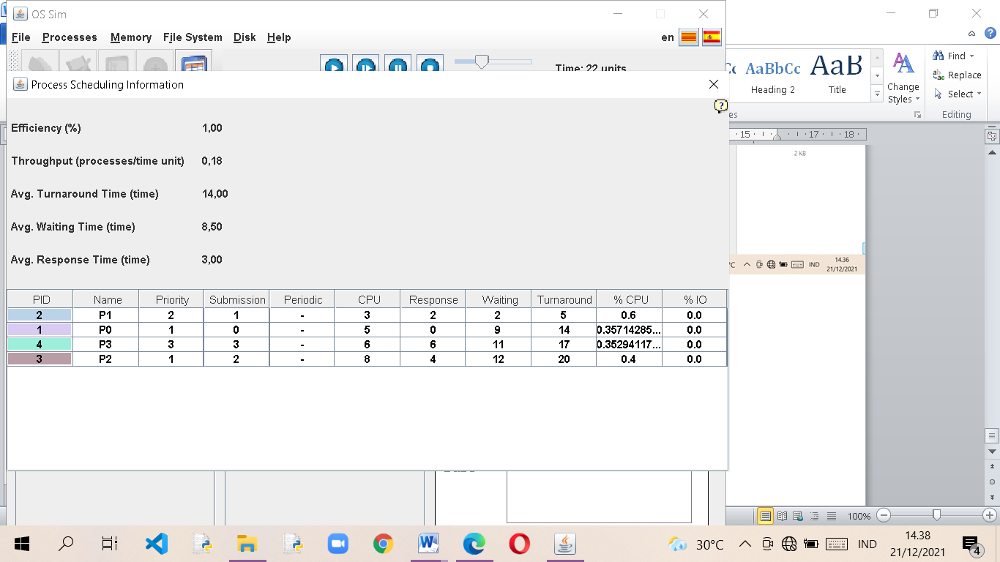 OS Sim
File Processes Memory File System Disk Help
en
Time: 22 units
Process Scheduling Information
Efficiency (%) 1,00
Throughput (processes/time unit) 0,18
Avg. Turnaround Time (time) 14,00
Avg. Waiting Time (time) 8,50
Avg. Response Time (time) 3,00
PID Name Priority Submission Periodic CPU Response Waiting Turnaround % CPU % IO
2 P1 2 1 - 3 2 2 5 0.6 0.0
1 P0 1 0 - 5 0 9 14 0.35714285... 0.0
4 P3 3 3 - 6 6 11 17 0.35294117... 0.0
3 P2 1 2 - 8 4 12 20 0.4 0.0
AaBbCc AaB
Heading 2 Title
Change
Styles
Find
Replace
Select
Editing
15 17 18
2 KB
IND 14.36
21/12/2021
100%
30°C
IND
14.38
21/12/2021
4